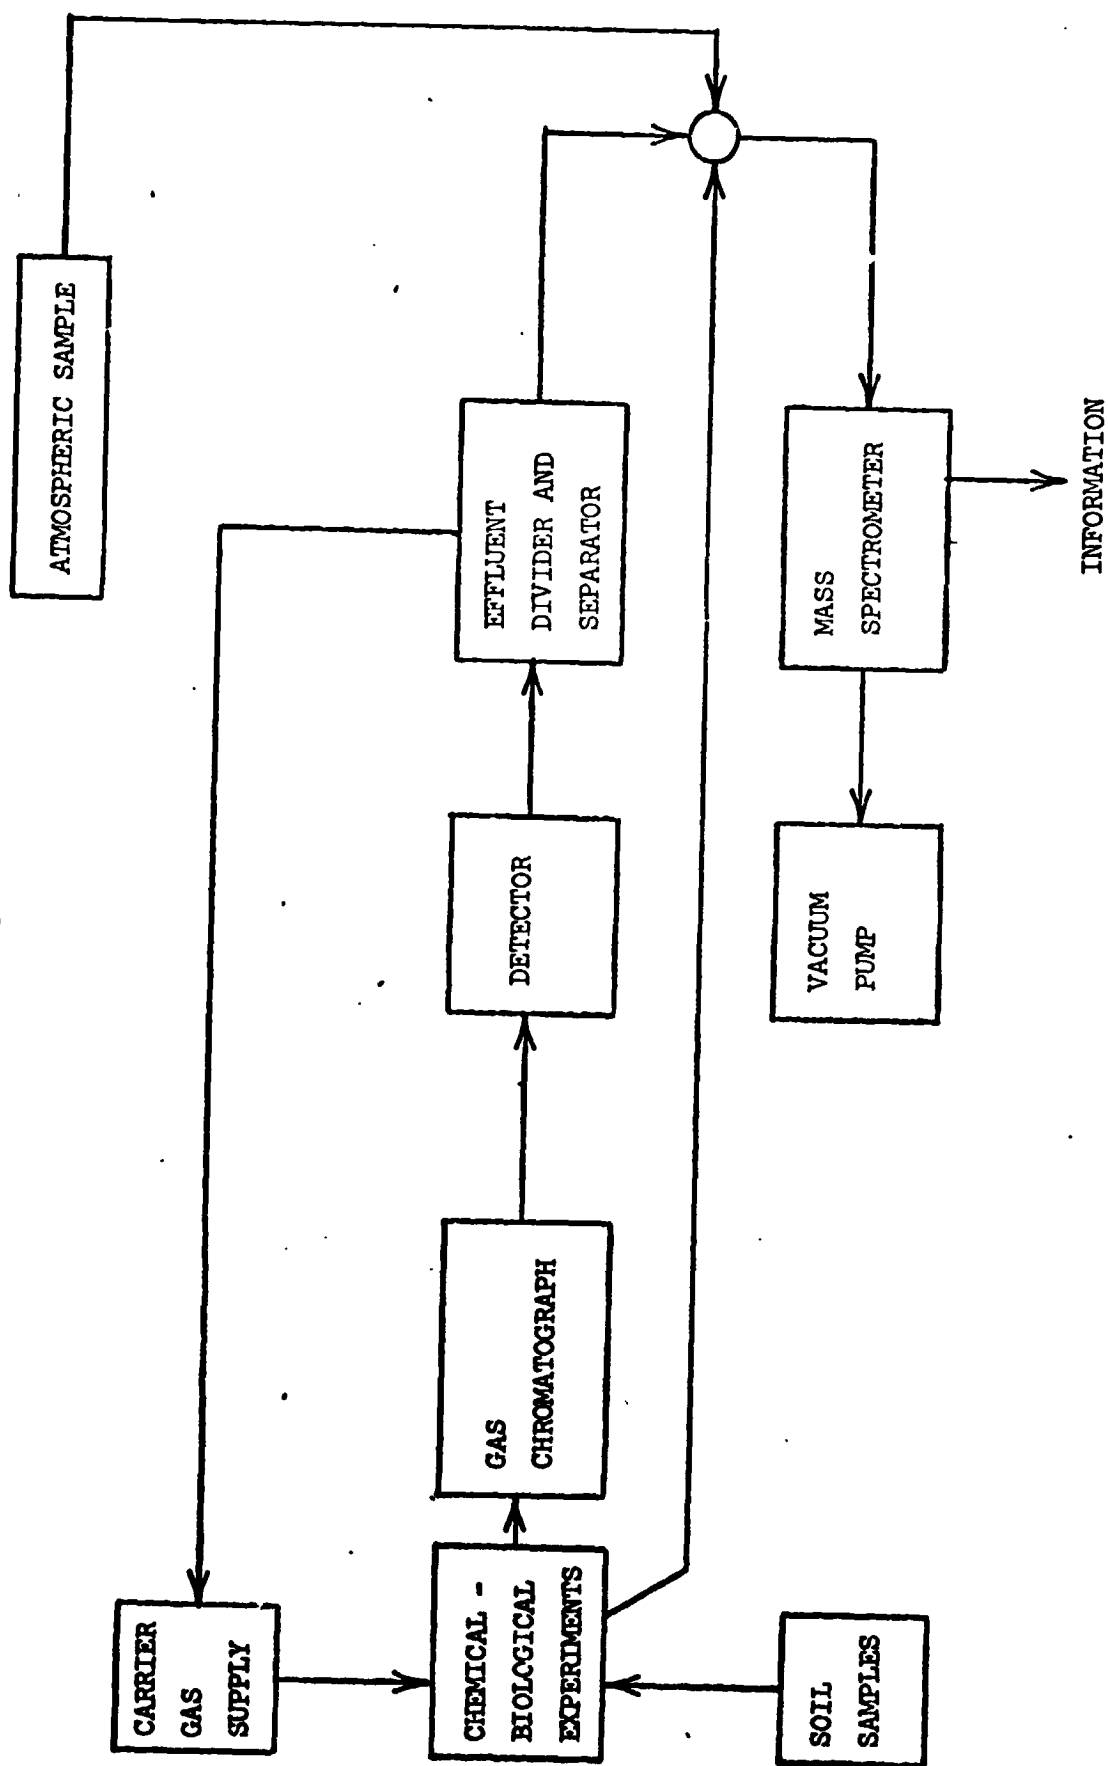 ATMOSPHERIC SAMPLE
CARRIER
GAS
SUPPLY
CHEMICAL -
BIOLOGICAL
EXPERIMENTS
GAS
CHROMATOGRAPH
DETECTOR
EFFLUENT
DIVIDER AND
SEPARATOR
SOIL
SAMPLES
VACUUM
PUMP
MASS
SPECTROMETER
INFORMATION